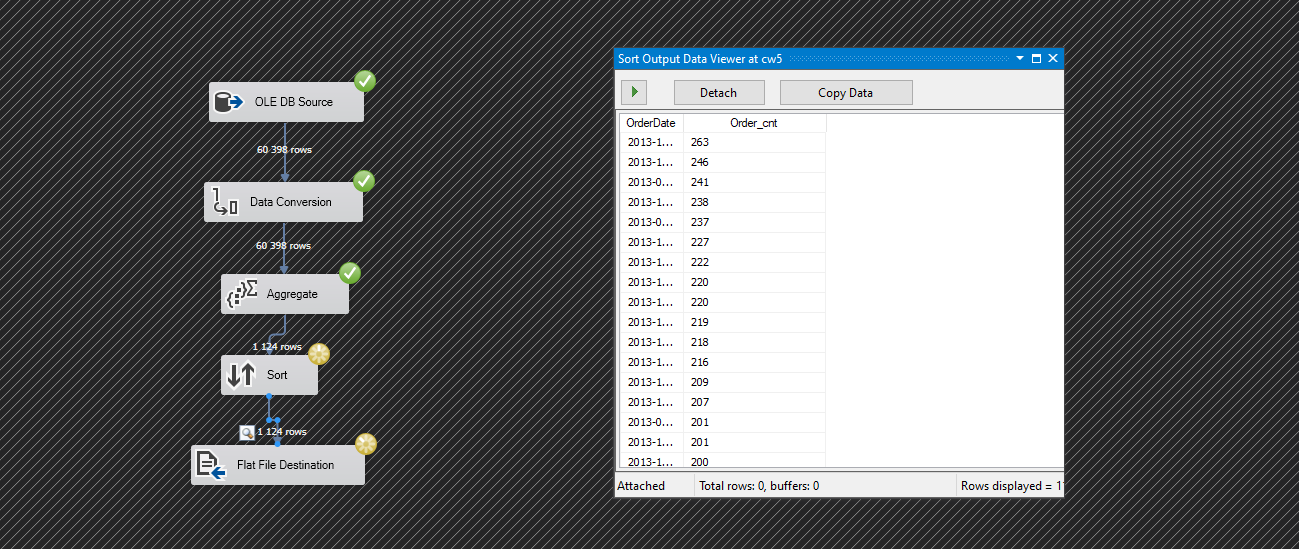 OLE DB Source
60 398 rows
Data Conversion
60 398 rows
Aggregate
1 124 rows
Sort
1 124 rows
Flat File Destination
Sort Output Data Viewer at cw5
Detach Copy Data
OrderDate Order_cnt
2013-1... 263
2013-1... 246
2013-0... 241
2013-1... 238
2013-0... 237
2013-1... 227
2013-1... 222
2013-1... 220
2013-1... 220
2013-1... 219
2013-1... 218
2013-1... 216
2013-1... 209
2013-1... 207
2013-0... 201
2013-1... 201
2013-1... 200
Attached Total rows: 0, buffers: 0 Rows displayed = 1